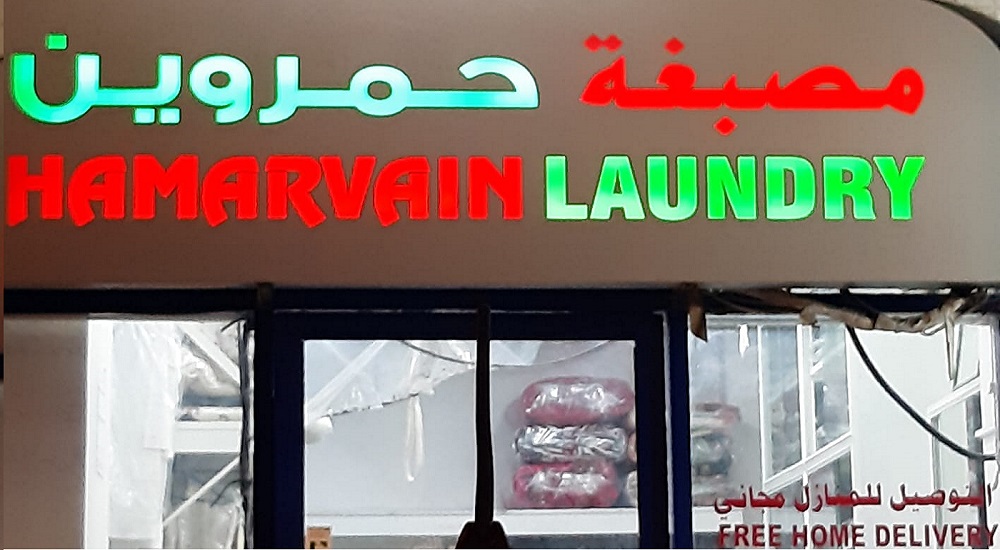 مصبغة حمروين
HAMARVAIN LAUNDRY
التوصيل للمنازل مجاني
FREE HOME DELIVERY